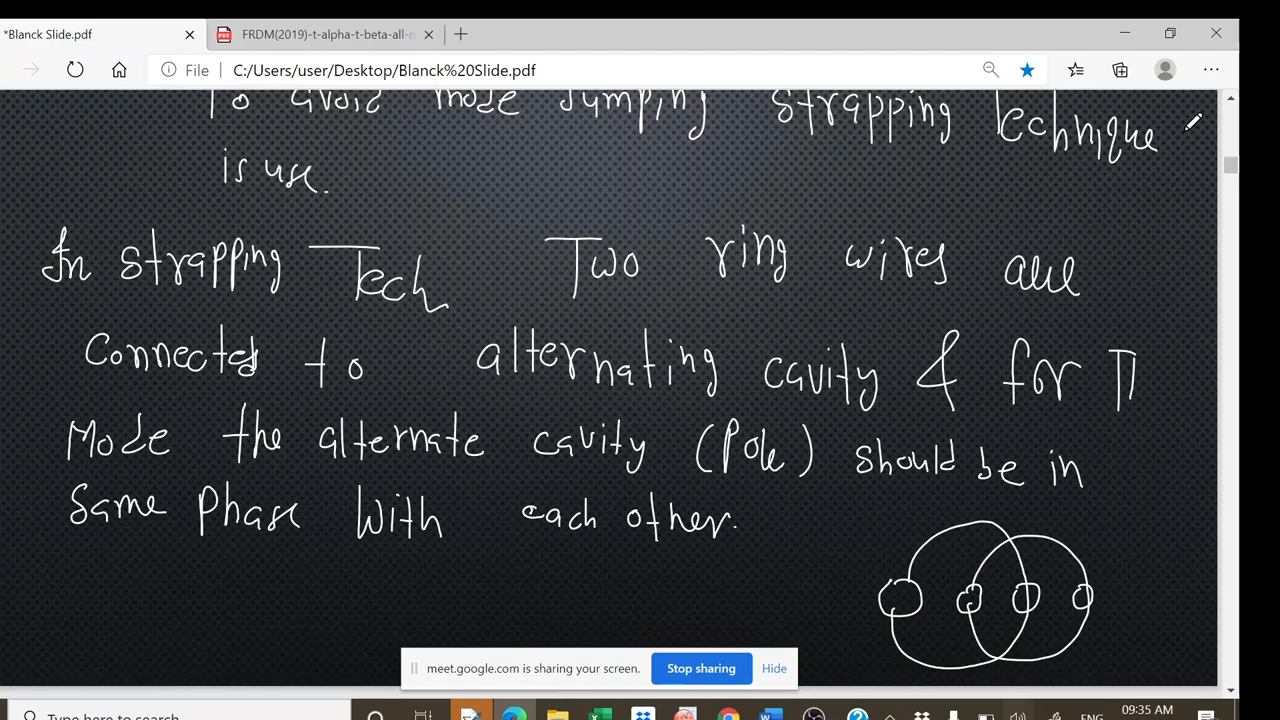 *Blanck Slide.pdf
FRDM(2019)-t-alpha-t-beta-all-
File C:/Users/user/Desktop/Blanck%20Slide.pdf
To avoid mode Jumping strapping Technique
is use.
In strapping Tech Two ring wires are
Connected to alternating cavity & for π
Mode the alternate cavity (Pole) should be in
Same Phase With each other.
meet.google.com is sharing your screen. Stop sharing Hide
09:35 AM
Type here to search
ENG